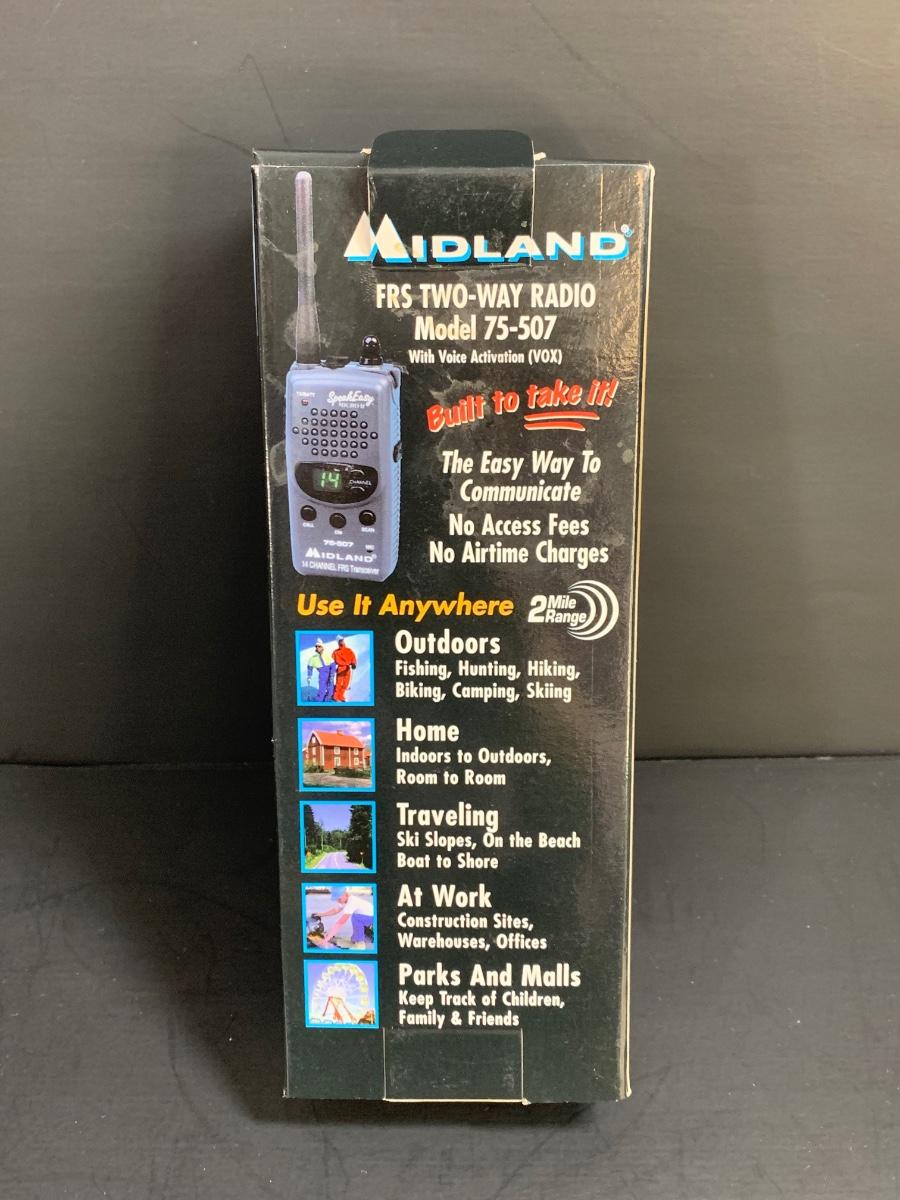 MIDLAND®
FRS TWO-WAY RADIO
Model 75-507
With Voice Activation (VOX)
Built to take it!
The Easy Way To
Communicate
No Access Fees
No Airtime Charges
TX/BATT
SpeakEasy
14
CHANNEL
CALL
ON
SCAN
75-507
MIC
MIDLAND®
14 CHANNEL FRS Transceiver
Use It Anywhere
2 Mile
Range
Outdoors
Fishing, Hunting, Hiking,
Biking, Camping, Skiing
Home
Indoors to Outdoors,
Room to Room
Traveling
Ski Slopes, On the Beach
Boat to Shore
At Work
Construction Sites,
Warehouses, Offices
Parks And Malls
Keep Track of Children,
Family & Friends